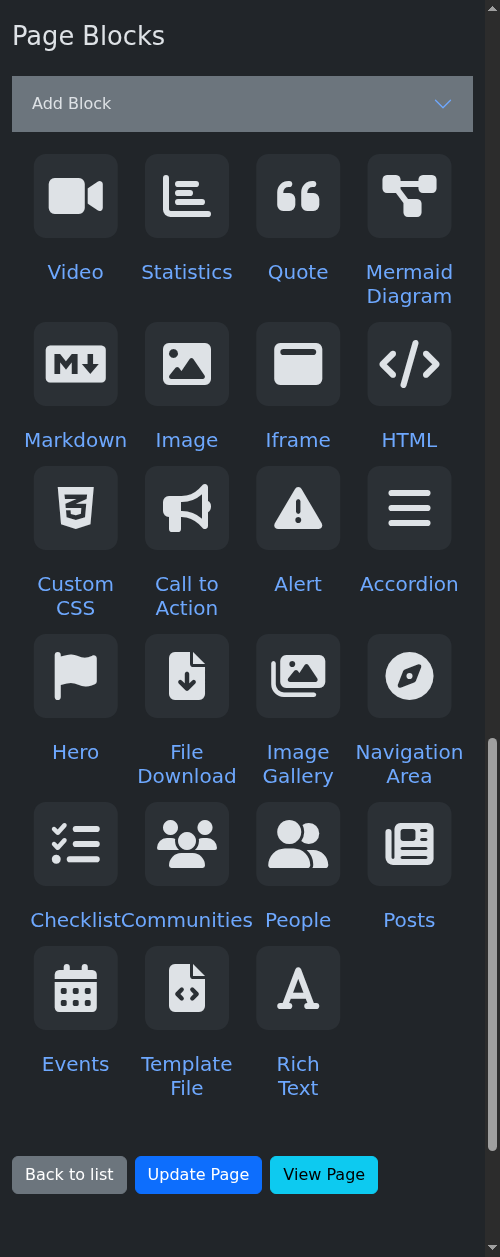 Page Blocks
Add Block
Video Statistics Quote Mermaid
Diagram
M
Markdown Image Iframe HTML
Custom Call to Alert Accordion
CSS Action
Hero File Image Navigation
Download Gallery Area
Checklist Communities People Posts
Events Template Rich
File Text
Back to list Update Page View Page